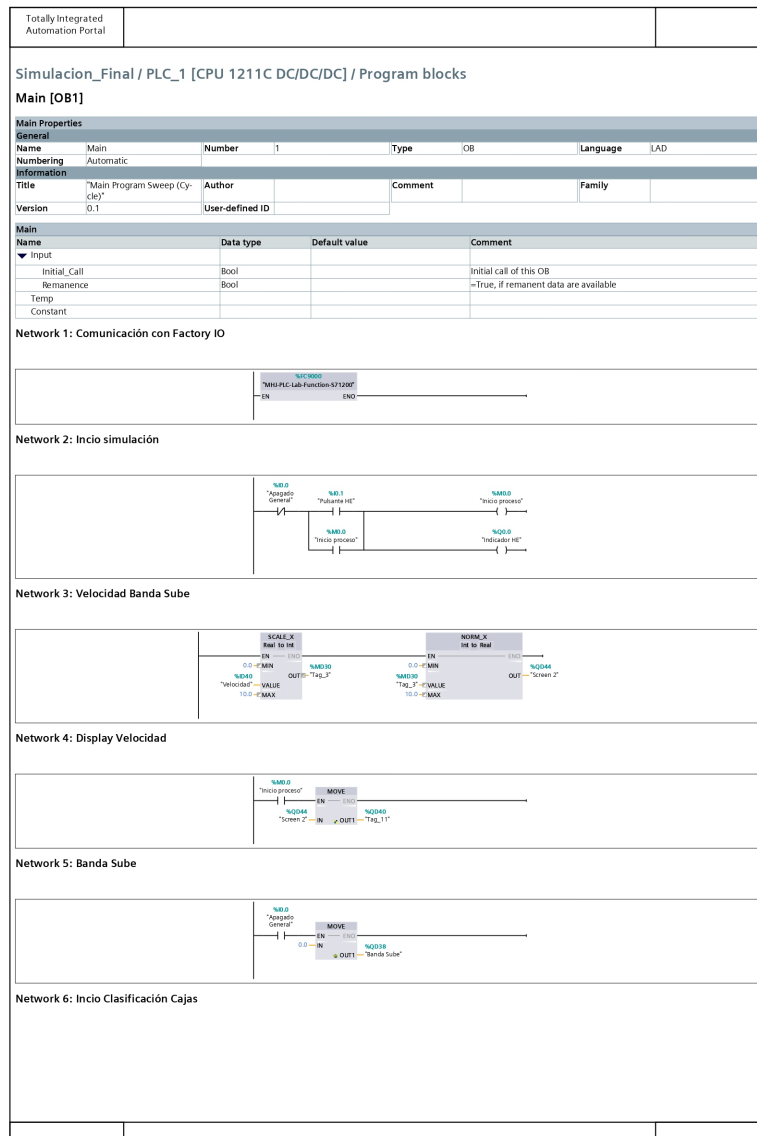 Totally Integrated
Automation Portal
Simulacion_Final / PLC_1 [CPU 1211C DC/DC/DC] / Program blocks
Main [OB1]
Main Properties
General
Name Main Number 1 Type OB Language LAD
Numbering Automatic
Information
Title "Main Program Sweep (Cy-
cle)" Author Comment Family
Version 0.1 User-defined ID
Main
Name Data type Default value Comment
Input
Initial_Call Bool Initial call of this OB
Remanence Bool =True, if remanent data are available
Temp
Constant
Network 1: Comunicación con Factory IO
%FC9000
"MHJ-PLC-Lab-Function-S71200"
EN ENO
Network 2: Incio simulación
%I0.0
"Apagado
General"
%I0.1
"Pulsante HE"
%M0.0
"Inicio proceso"
%M0.0
"Inicio proceso"
%Q0.0
"Indicador HE"
Network 3: Velocidad Banda Sube
SCALE_X
Real to Int
EN ENO
0.0 MIN
%ID40
"Velocidad" VALUE
10.0 MAX
OUT
%MD30
"Tag_3"
NORM_X
Int to Real
EN ENO
0.0 MIN
%MD30
"Tag_3" VALUE
10.0 MAX
OUT
%QD44
"Screen 2"
Network 4: Display Velocidad
%M0.0
"Inicio proceso"
MOVE
EN ENO
%QD44
"Screen 2" IN
OUT1
%QD40
"Tag_11"
Network 5: Banda Sube
%I0.0
"Apagado
General"
MOVE
EN ENO
0.0 IN
OUT1
%QD38
"Banda Sube"
Network 6: Incio Clasificación Cajas